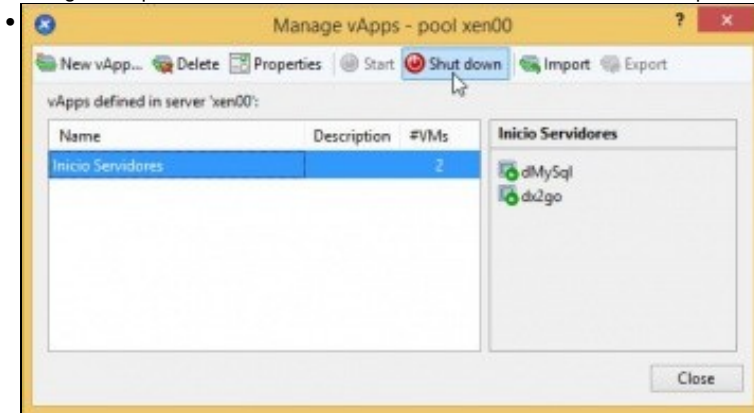 Manage vApps - pool xen00
?
New vApp... Delete Properties Start Shut down Import Export
vApps defined in server 'xen00':
Name Description #VMs
Inicio Servidores 2
Inicio Servidores
dMySql
dx2go
Close